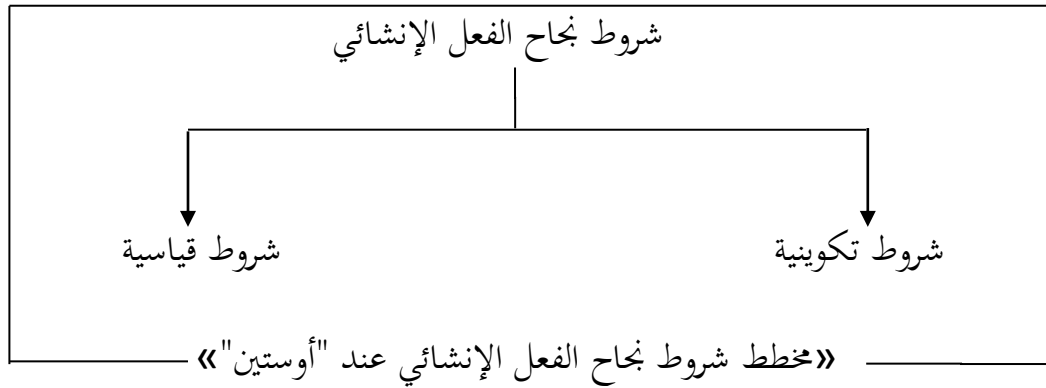 شروط نجاح الفعل الإنشائي
شروط تكوينية
شروط قياسية
«مخطط شروط نجاح الفعل الإنشائي عند "أوستين"»